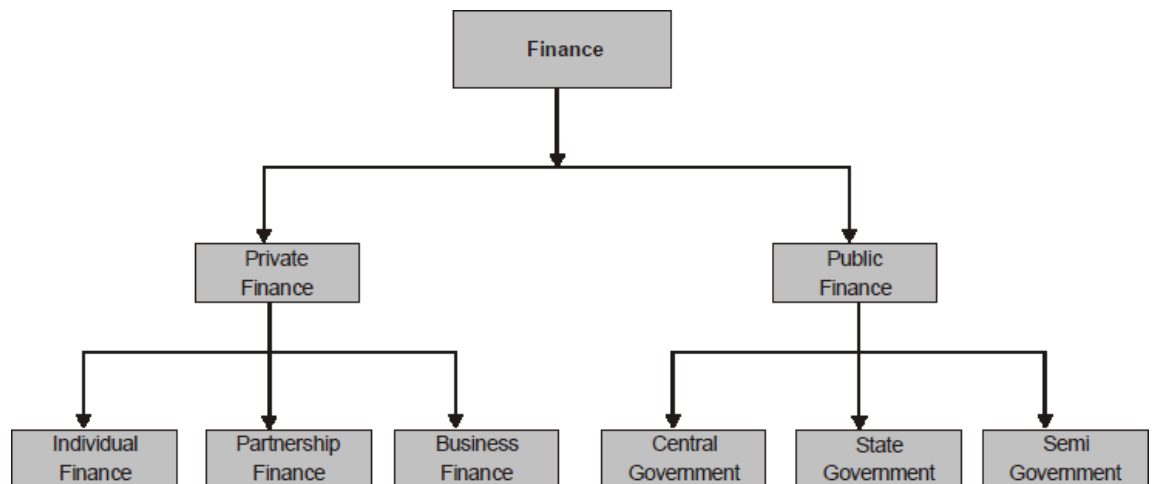 Finance
Private
Finance
Public
Finance
Individual
Finance
Partnership
Finance
Business
Finance
Central
Government
State
Government
Semi
Government